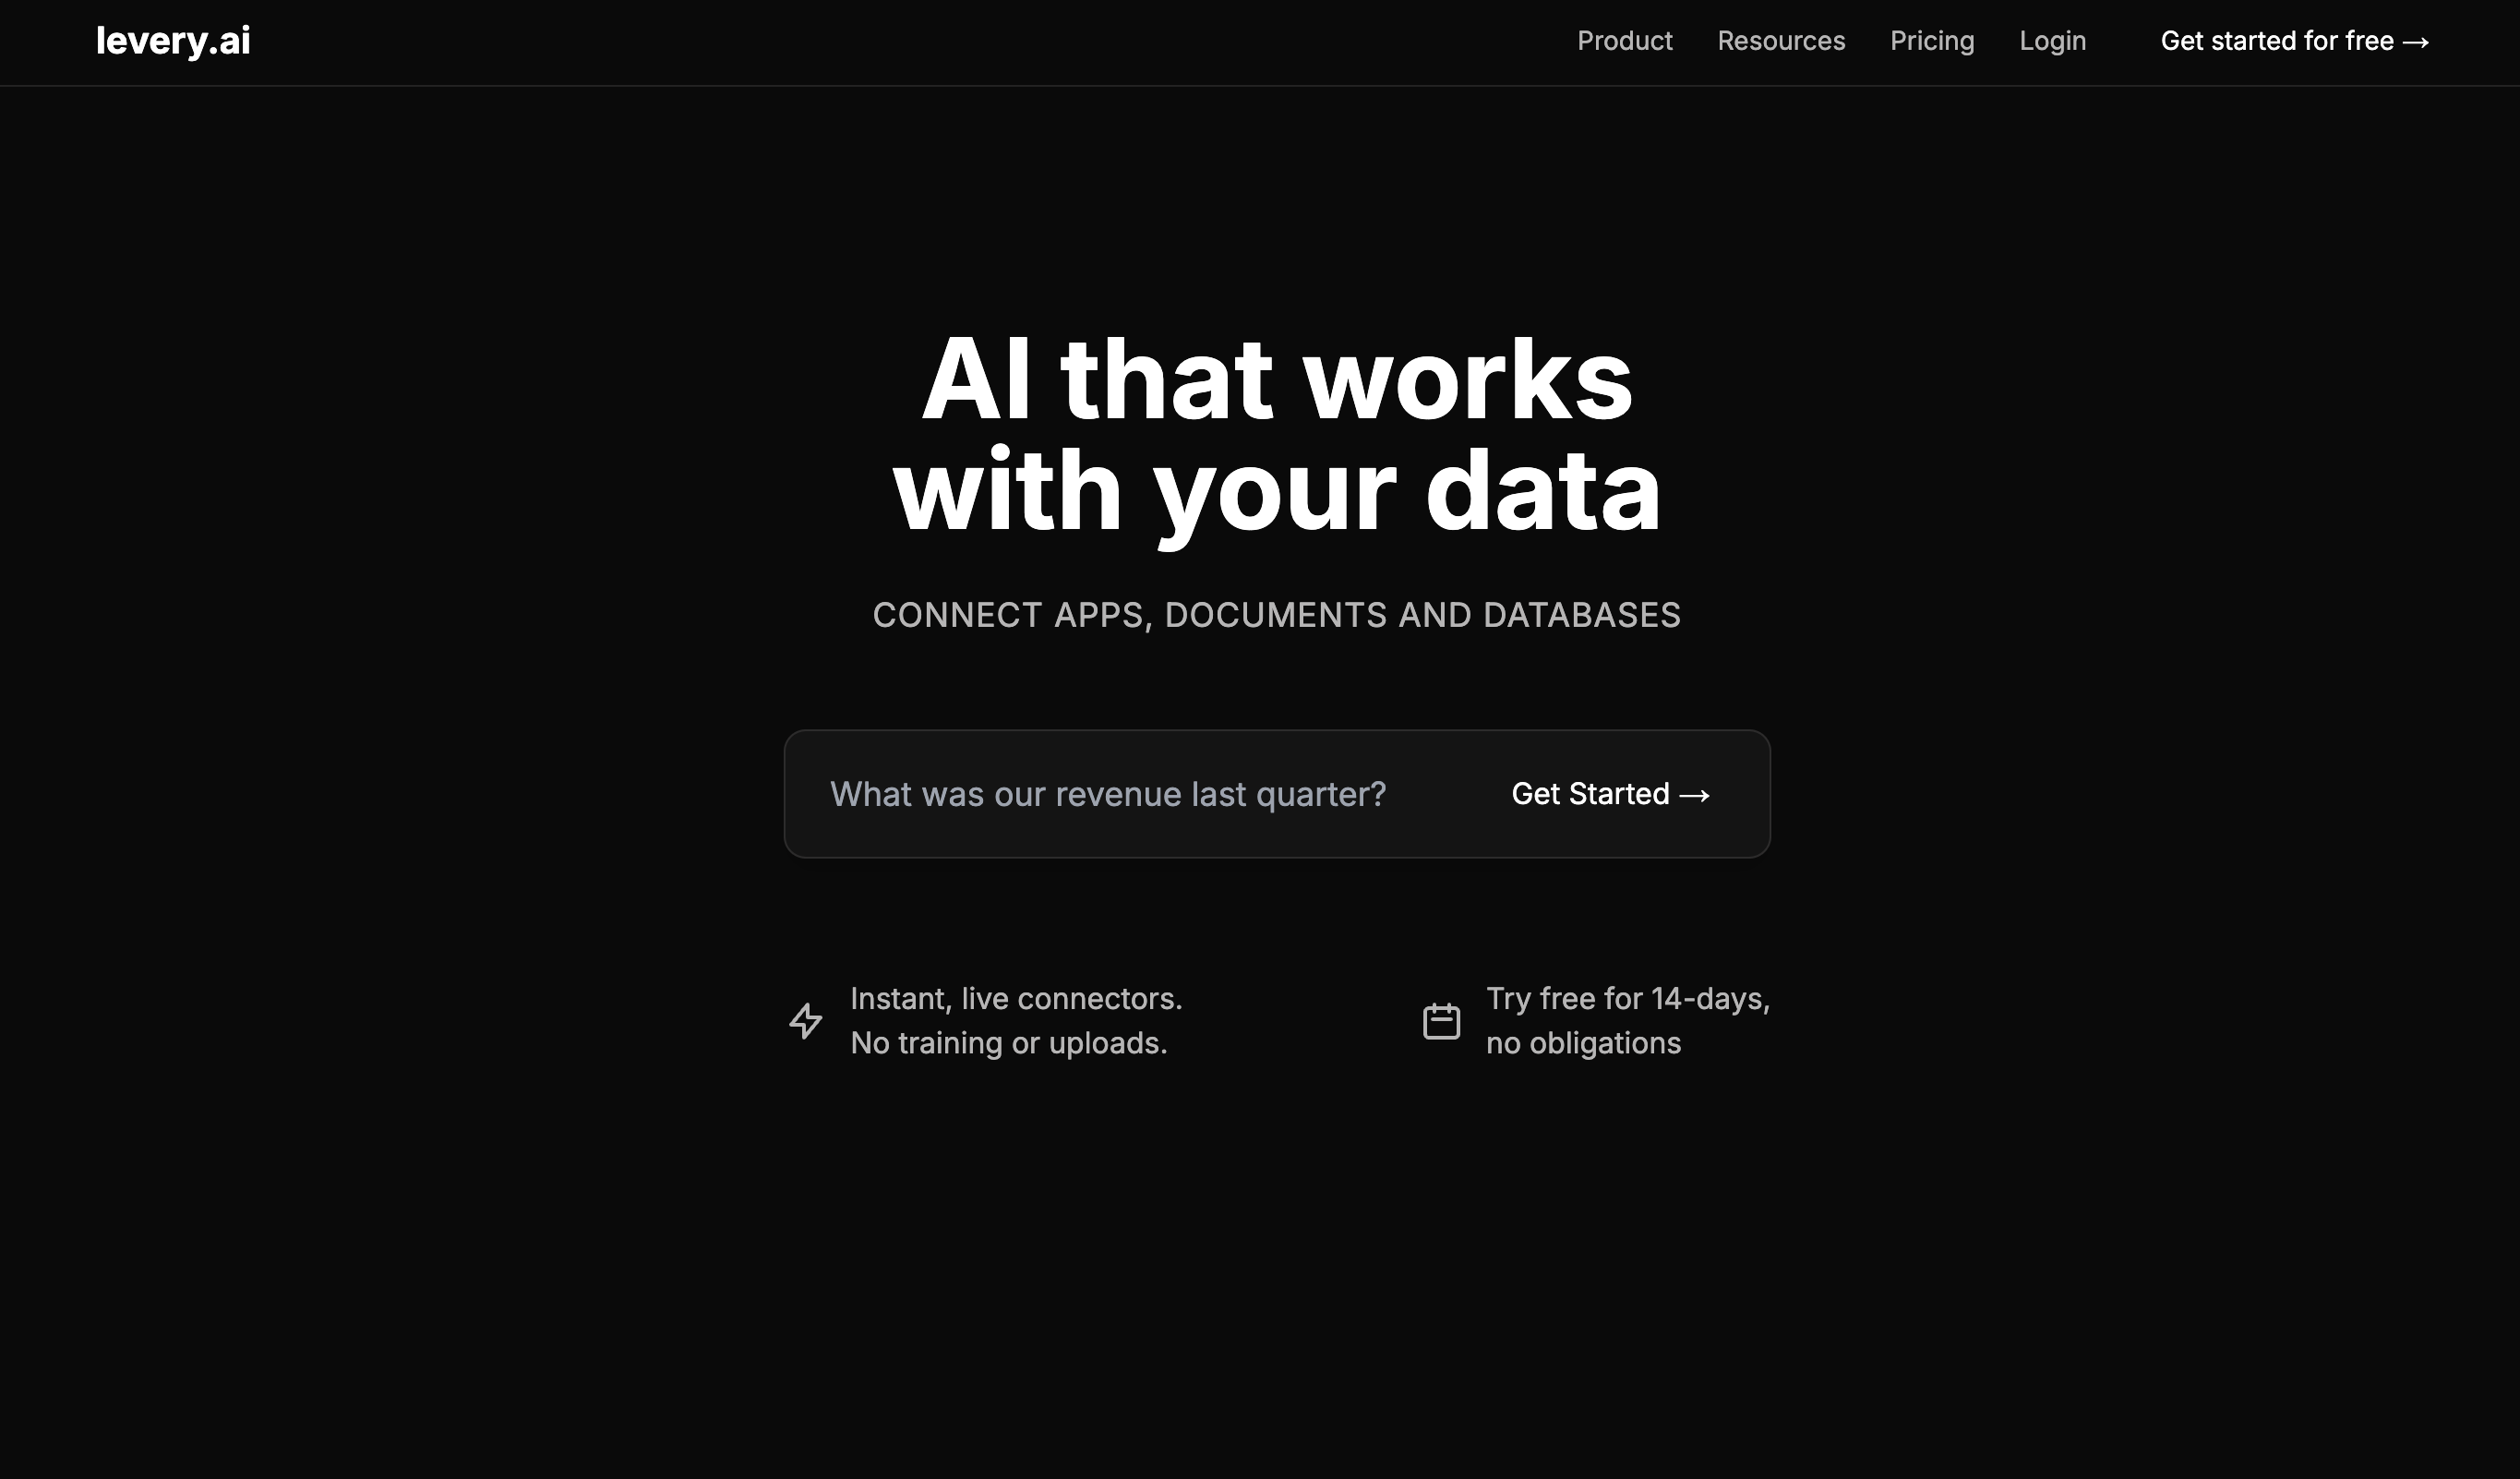 levery.ai
Product
Resources
Pricing
Login
Get started for free →
AI that works
with your data
CONNECT APPS, DOCUMENTS AND DATABASES
What was our revenue last quarter?
Get Started →
Instant, live connectors.
No training or uploads.
Try free for 14-days,
no obligations